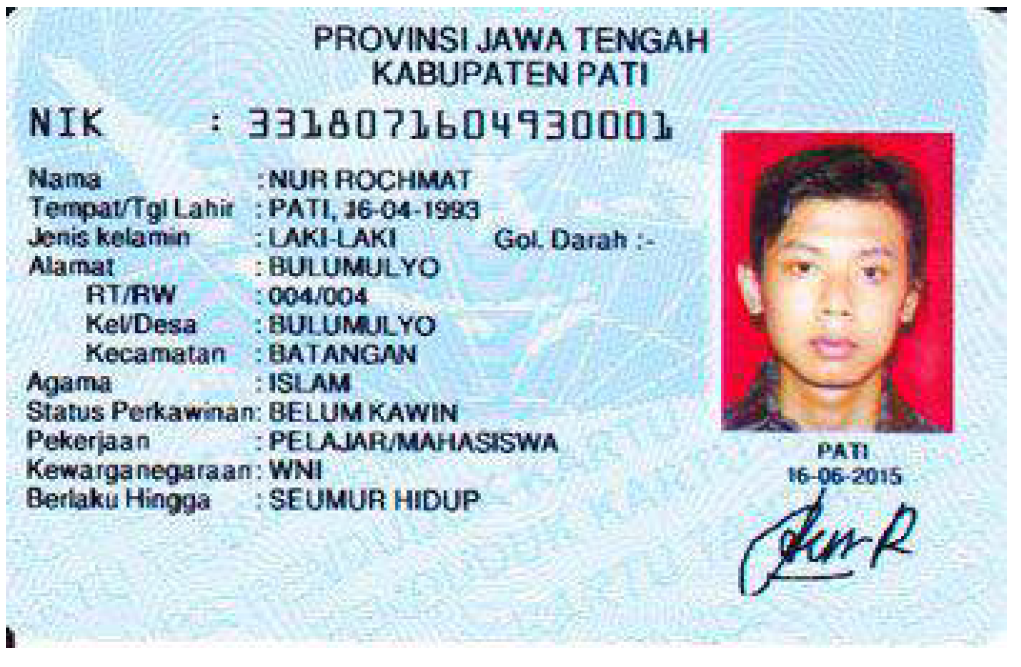 PROVINSI JAWA TENGAH
KABUPATEN PATI
NIK : 3318071604930001
Nama : NUR ROCHMAT
Tempat/Tgl Lahir : PATI, 16-04-1993
Jenis kelamin : LAKI-LAKI Gol. Darah :-
Alamat : BULUMULYO
RT/RW : 004/004
Kel/Desa : BULUMULYO
Kecamatan : BATANGAN
Agama : ISLAM
Status Perkawinan: BELUM KAWIN
Pekerjaan : PELAJAR/MAHASISWA
Kewarganegaraan: WNI
Berlaku Hingga : SEUMUR HIDUP
PATI
16-06-2015